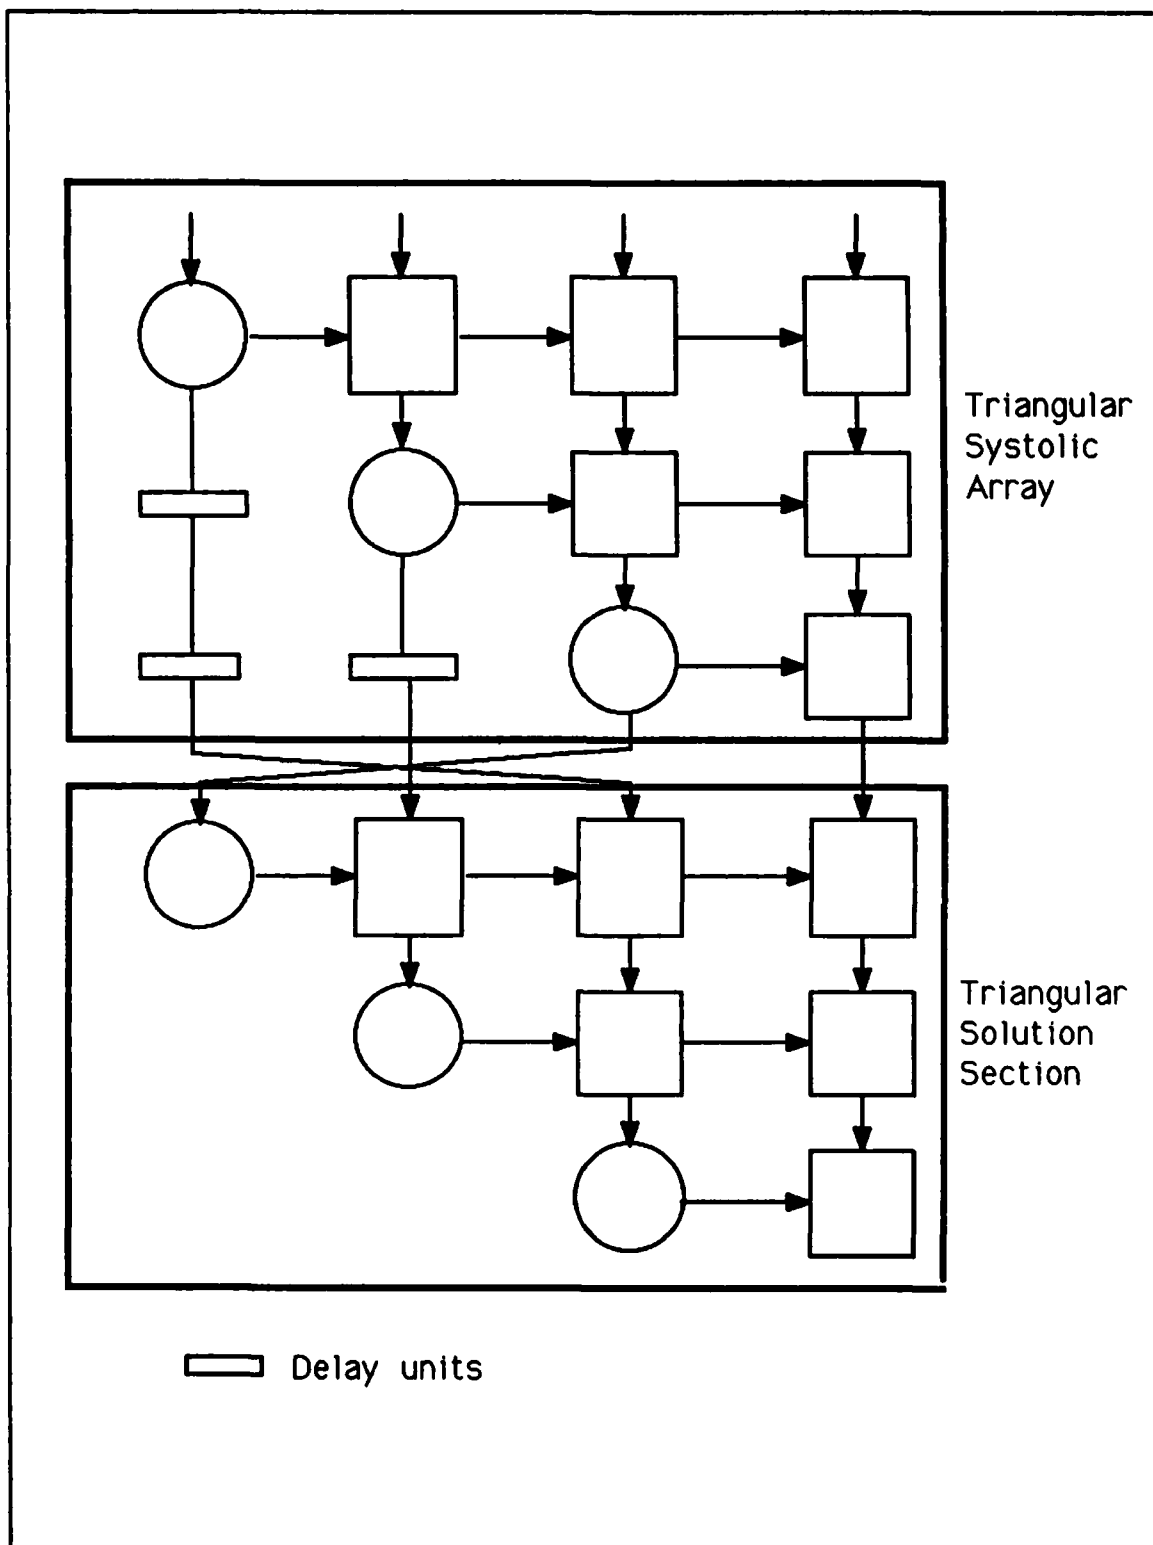 Triangular
Systolic
Array
Triangular
Solution
Section
Delay units